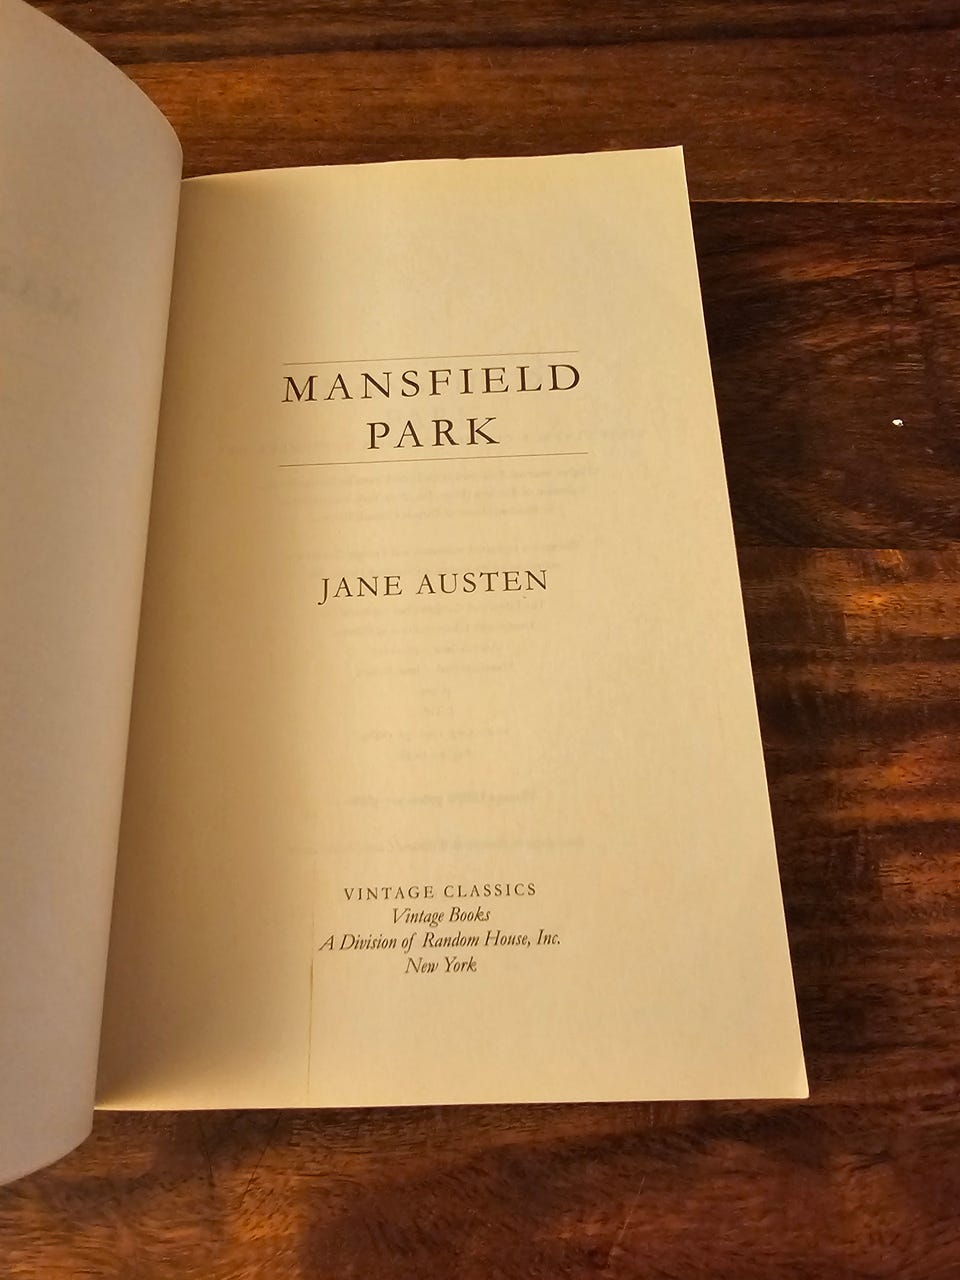 MANSFIELD
PARK
JANE AUSTEN
VINTAGE CLASSICS
Vintage Books
A Division of Random House, Inc.
New York